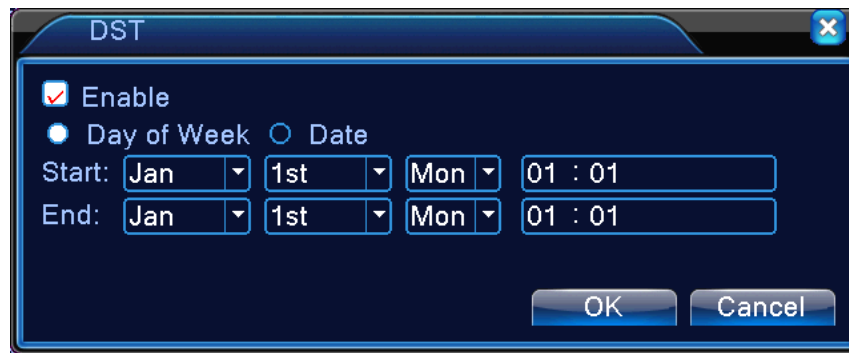 DST
Enable
Day of Week Date
Start: Jan 1st Mon 01 : 01
End: Jan 1st Mon 01 : 01
OK Cancel